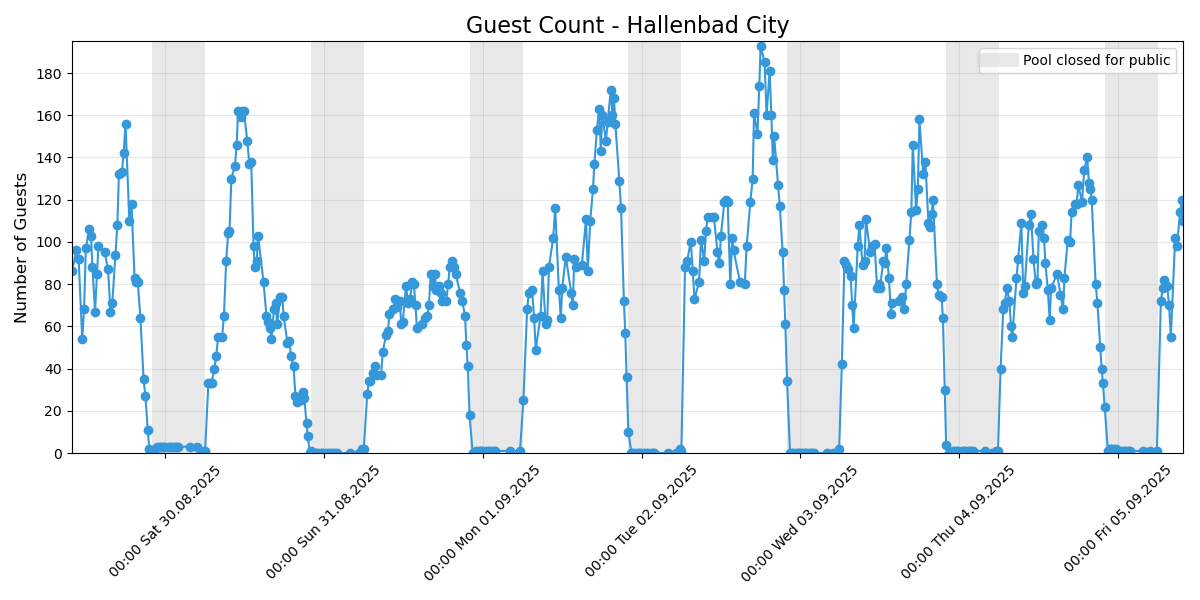 Guest Count - Hallenbad City
Pool closed for public
Number of Guests
180
160
140
120
100
80
60
40
20
0
00:00 Sat 30.08.2025
00:00 Sun 31.08.2025
00:00 Mon 01.09.2025
00:00 Tue 02.09.2025
00:00 Wed 03.09.2025
00:00 Thu 04.09.2025
00:00 Fri 05.09.2025